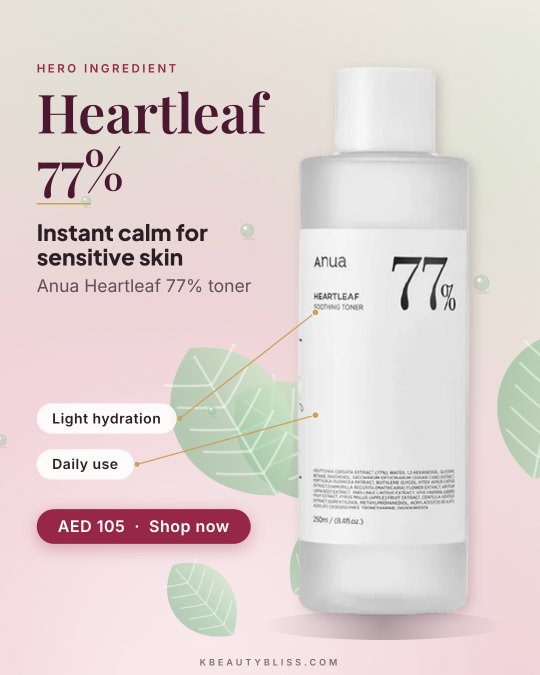 HERO INGREDIENT
Heartleaf
77%
Instant calm for
sensitive skin
Anua Heartleaf 77% toner
Light hydration
Daily use
AED 105 · Shop now
Anua
77%
HEARTLEAF
SOOTHING TONER
250ml / (8.4fl.oz.)
KBEAUTYBLISS.COM